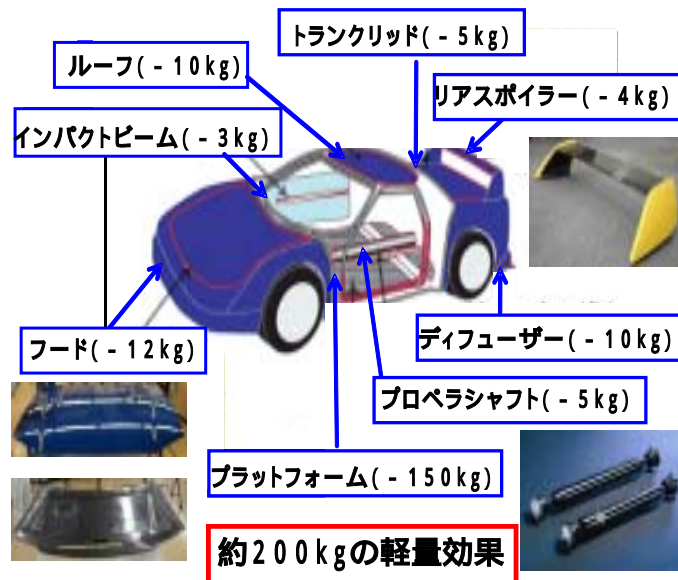 トランクリッド(－5kg)
ルーフ(－10kg)
リアスポイラー(－4kg)
インパクトビーム(－3kg)
フード(－12kg)
ディフューザー(－10kg)
プロペラシャフト(－5kg)
プラットフォーム(－150kg)
約200kgの軽量効果